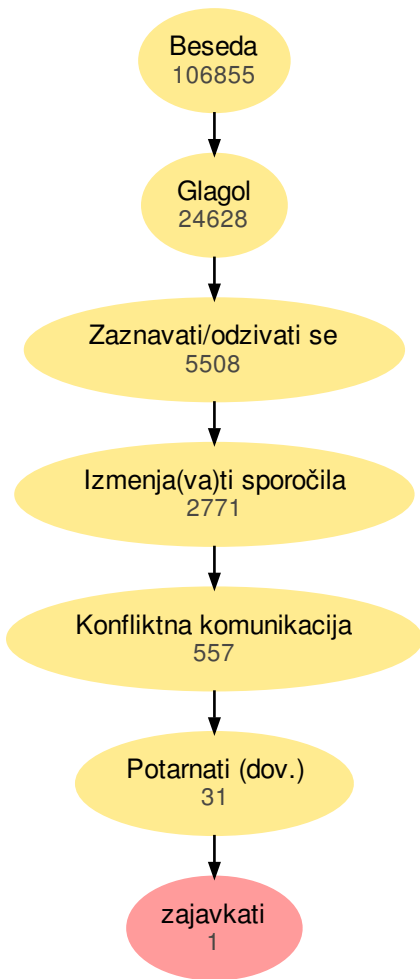 Beseda
106855
Glagol
24628
Zaznavati/odzivati se
5508
Izmenja(va)ti sporočila
2771
Konfliktna komunikacija
557
Potarnati (dov.)
31
zajavkati
1